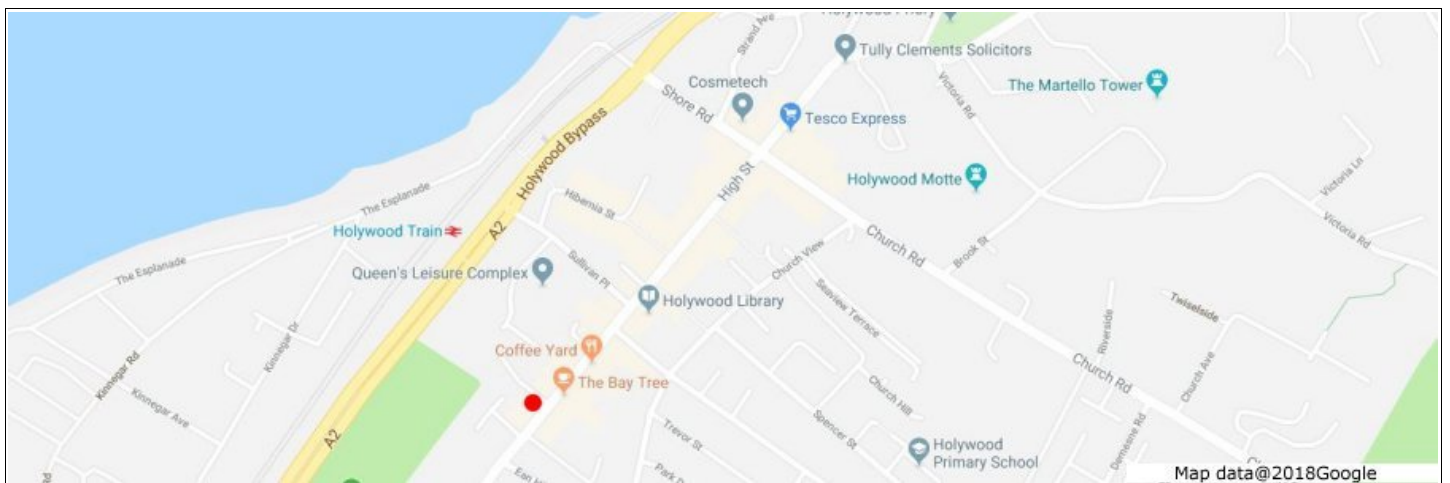 Strand Ave
Tully Clements Solicitors
Cosmetech
The Martello Tower
Shore Rd
Tesco Express
Victoria Rd
Holywood Bypass
High St
Holywood Motte
Victoria Ln
The Esplanade
Hibernia St
Holywood Train
A2
Church Rd
Victoria Rd
Brook St
Church View
The Esplanade
Queen's Leisure Complex
Sullivan Pl
Holywood Library
Seaview Terrace
Twiselside
Riverside
Kinnegar Dr
Coffee Yard
Kinnegar Rd
The Bay Tree
Church Rd
Church Ave
Church Hill
Kinnegar Ave
A2
Trevor St
Spencer St
Demesne Rd
Holywood
Primary School
Map data@2018Google